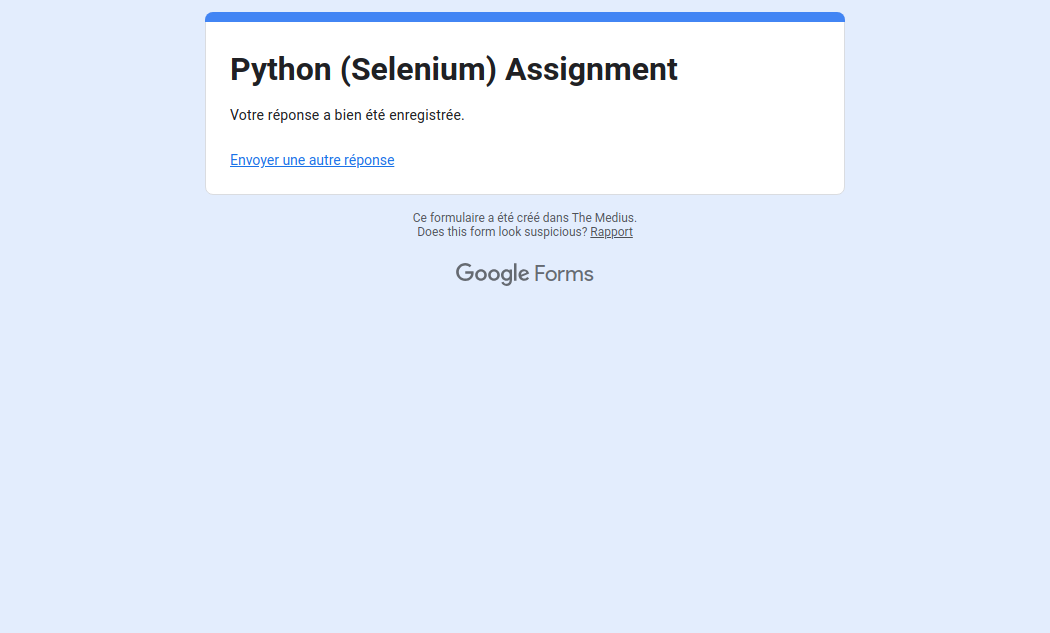 Python (Selenium) Assignment
Votre réponse a bien été enregistrée.
Envoyer une autre réponse
Ce formulaire a été créé dans The Medius.
Does this form look suspicious? Rapport
Google Forms